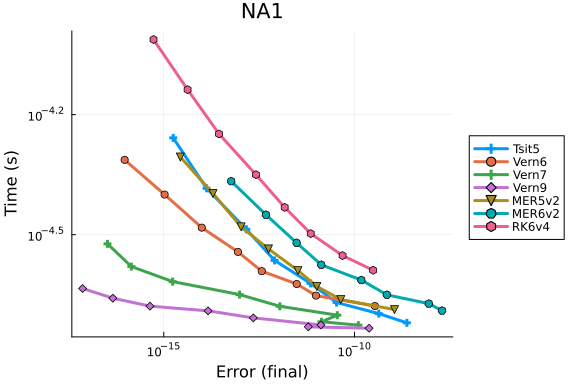 NA1
Time (s)
10^-4.2
10^-4.5
10^-15
10^-10
Error (final)
Tsit5
Vern6
Vern7
Vern9
MER5v2
MER6v2
RK6v4